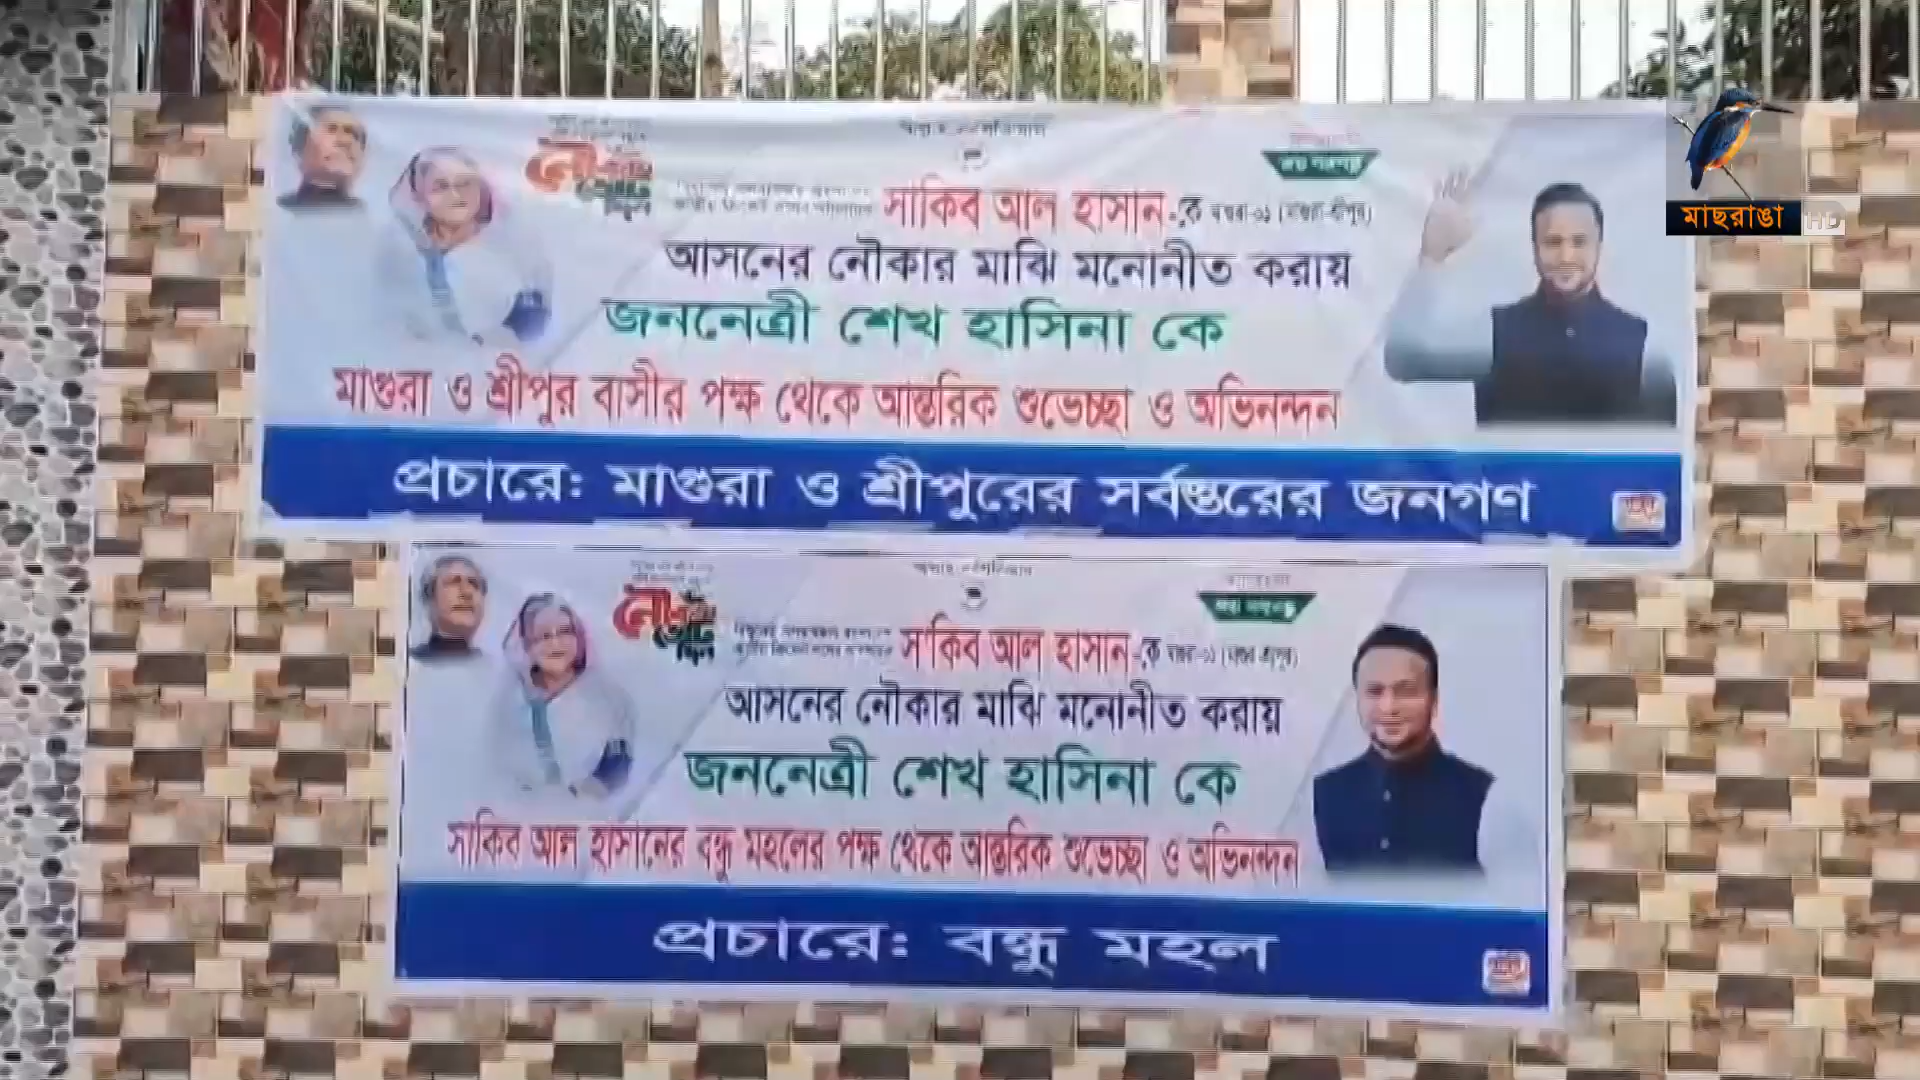 মাছরাঙা HD
নৌকায়
সাকিব আল হাসান-কে
আসনের নৌকার মাঝি মনোনীত করায়
জননেত্রী শেখ হাসিনা কে
মাগুরা ও শ্রীপুর বাসীর পক্ষ থেকে আন্তরিক শুভেচ্ছা ও অভিনন্দন
প্রচারে: মাগুরা ও শ্রীপুরের সর্বস্তরের জনগণ
সাকিব আল হাসান-কে
আসনের নৌকার মাঝি মনোনীত করায়
জননেত্রী শেখ হাসিনা কে
সাকিব আল হাসানের বন্ধু মহলের পক্ষ থেকে আন্তরিক শুভেচ্ছা ও অভিনন্দন
প্রচারে: বন্ধু মহল